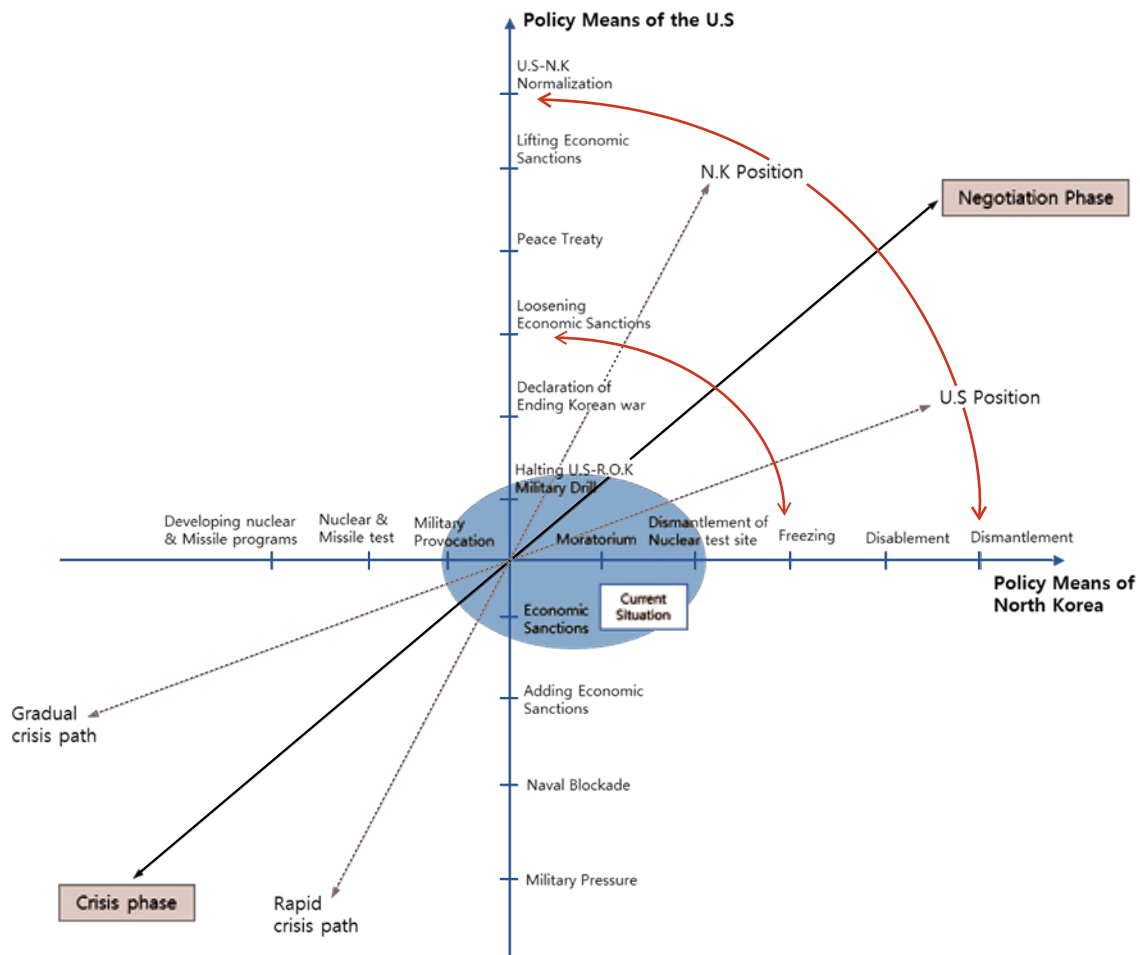 Policy Means of the U.S
U.S-N.K
Normalization
Lifting Economic
Sanctions
N.K Position
Negotiation Phase
Peace Treaty
Loosening
Economic Sanctions
Declaration of
Ending Korean war
U.S Position
Halting U.S-R.O.K
Military Drill
Developing nuclear
& Missile programs
Nuclear &
Missile test
Military
Provocation
Moratorium
Dismantlement of
Nuclear test site
Freezing
Disablement
Dismantlement
Policy Means of
North Korea
Economic
Sanctions
Current
Situation
Adding Economic
Sanctions
Gradual
crisis path
Naval Blockade
Military Pressure
Crisis phase
Rapid
crisis path